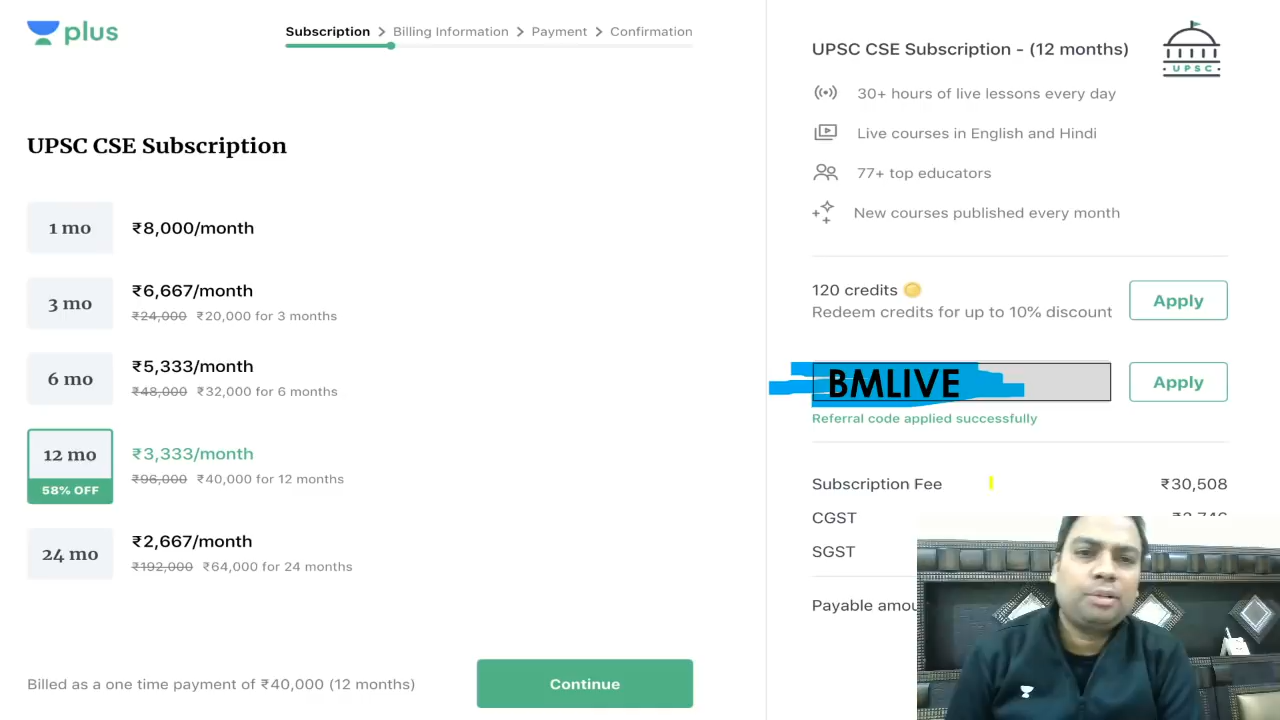 plus
Subscription > Billing Information > Payment > Confirmation
UPSC CSE Subscription
1 mo
₹8,000/month
3 mo
₹6,667/month
₹24,000 ₹20,000 for 3 months
6 mo
₹5,333/month
₹48,000 ₹32,000 for 6 months
12 mo
58% OFF
₹3,333/month
₹96,000 ₹40,000 for 12 months
24 mo
₹2,667/month
₹192,000 ₹64,000 for 24 months
Billed as a one time payment of ₹40,000 (12 months)
Continue
UPSC CSE Subscription - (12 months)
UPSC
30+ hours of live lessons every day
Live courses in English and Hindi
77+ top educators
New courses published every month
120 credits
Redeem credits for up to 10% discount
Apply
BMLIVE
Apply
Referral code applied successfully
Subscription Fee ₹30,508
CGST
SGST
Payable